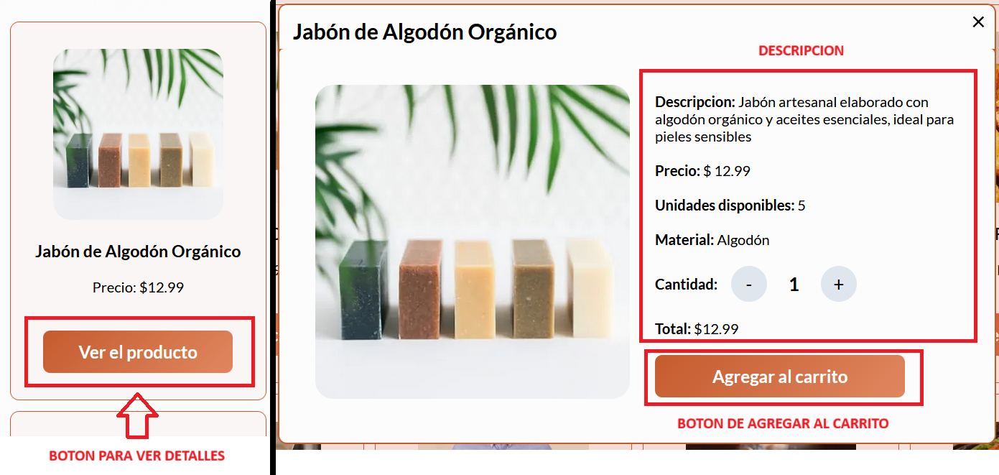 Jabón de Algodón Orgánico
Precio: $12.99
Ver el producto
BOTON PARA VER DETALLES
Jabón de Algodón Orgánico
×
DESCRIPCION
Descripcion: Jabón artesanal elaborado con
algodón orgánico y aceites esenciales, ideal para
pieles sensibles
Precio: $ 12.99
Unidades disponibles: 5
Material: Algodón
Cantidad: - 1 +
Total: $12.99
Agregar al carrito
BOTON DE AGREGAR AL CARRITO